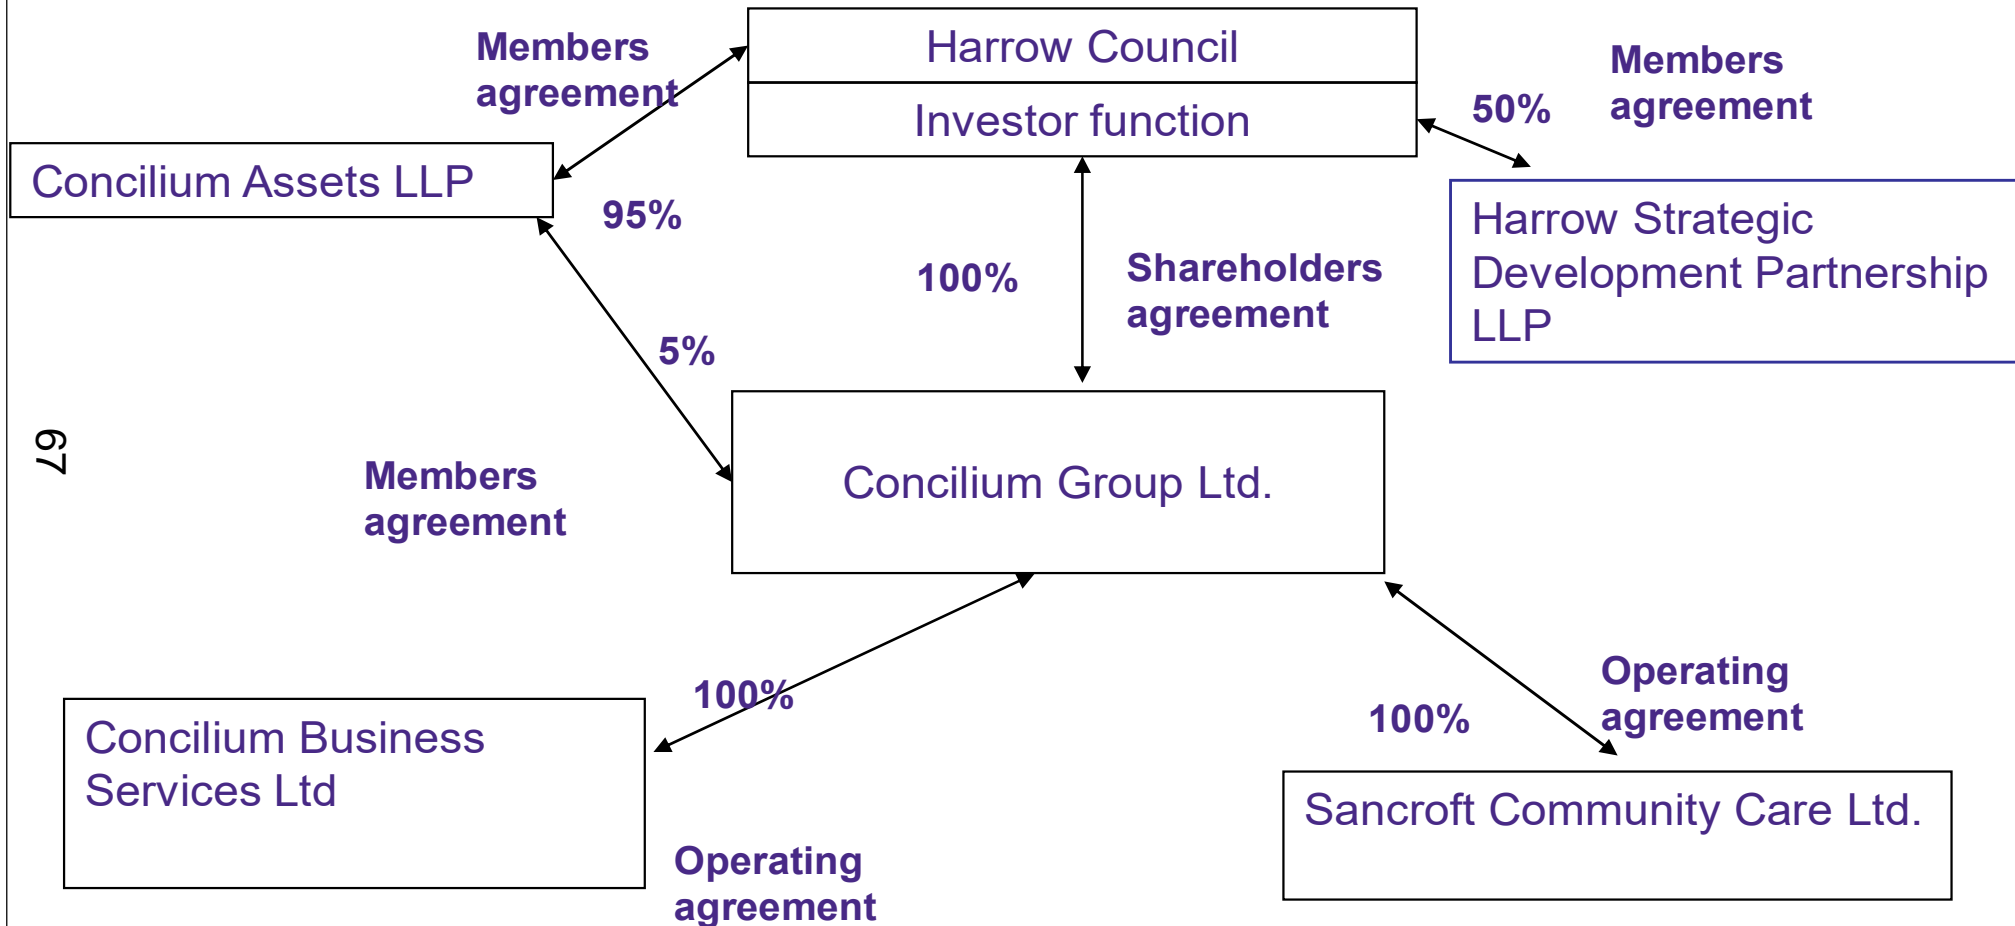 Members
agreement
Harrow Council
Investor function
50%
Members
agreement
Concilium Assets LLP
95%
Harrow Strategic
Development Partnership
LLP
100%
Shareholders
agreement
5%
67
Members
agreement
Concilium Group Ltd.
100%
Concilium Business
Services Ltd
Operating
agreement
100%
Operating
agreement
Sancroft Community Care Ltd.